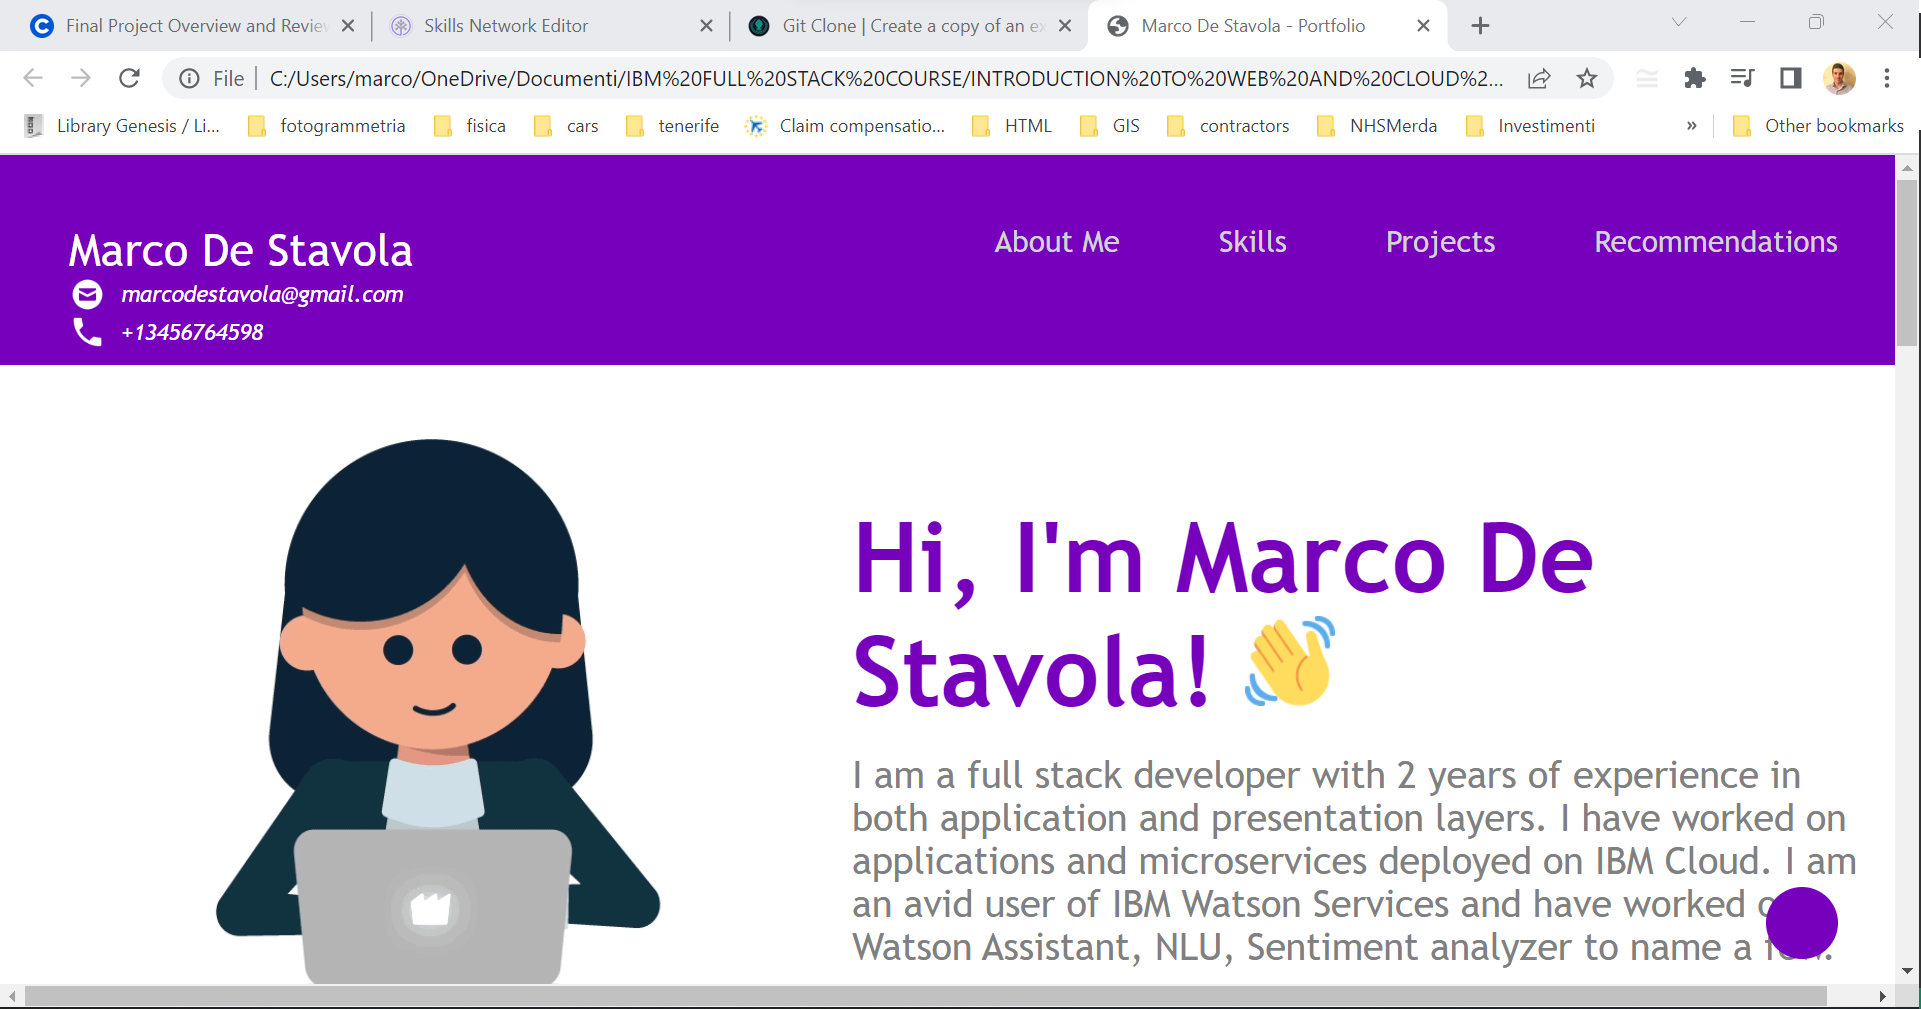 Final Project Overview and Review
Skills Network Editor
Git Clone | Create a copy of an ex
Marco De Stavola - Portfolio
File
C:/Users/marco/OneDrive/Documenti/IBM%20FULL%20STACK%20COURSE/INTRODUCTION%20TO%20WEB%20AND%20CLOUD%2...
Library Genesis / Li...
fotogrammetria
fisica
cars
tenerife
Claim compensatio...
HTML
GIS
contractors
NHSMerda
Investimenti
»
Other bookmarks
Marco De Stavola
marcodestavola@gmail.com
+13456764598
About Me
Skills
Projects
Recommendations
Hi, I'm Marco De
Stavola! 👋
I am a full stack developer with 2 years of experience in
both application and presentation layers. I have worked on
applications and microservices deployed on IBM Cloud. I am
an avid user of IBM Watson Services and have worked
Watson Assistant, NLU, Sentiment analyzer to name a